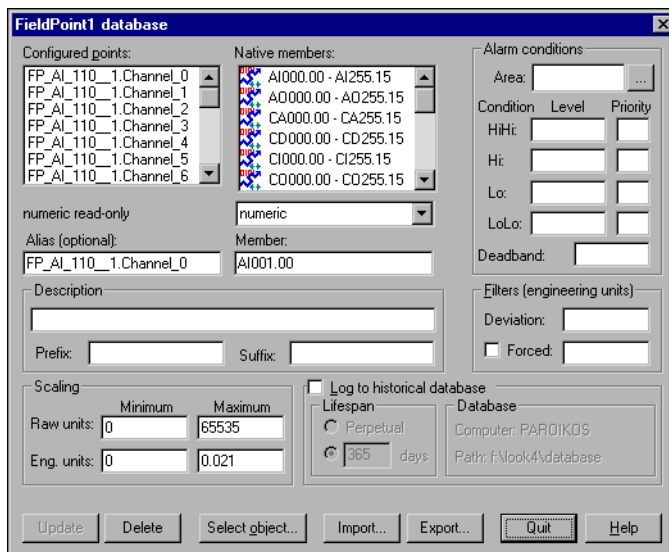 FieldPoint1 database
Configured points:
FP_AI_110__1.Channel_0
FP_AI_110__1.Channel_1
FP_AI_110__1.Channel_2
FP_AI_110__1.Channel_3
FP_AI_110__1.Channel_4
FP_AI_110__1.Channel_5
FP_AI_110__1.Channel_6
Native members:
AI000.00 - AI255.15
AO000.00 - AO255.15
CA000.00 - CA255.15
CD000.00 - CD255.15
CI000.00 - CI255.15
CO000.00 - CO255.15
numeric read-only
numeric
Alias (optional):
FP_AI_110__1.Channel_0
Member:
AI001.00
Alarm conditions
Area:
...
Condition Level Priority
HiHi:
Hi:
Lo:
LoLo:
Deadband:
Description
Prefix:
Suffix:
Filters (engineering units)
Deviation:
Forced:
Scaling
Minimum Maximum
Raw units: 0 65535
Eng. units: 0 0.021
Log to historical database
Lifespan
Perpetual
365 days
Database
Computer: PAROIKOS
Path: f:\look4\database
Update Delete Select object... Import... Export... Quit Help